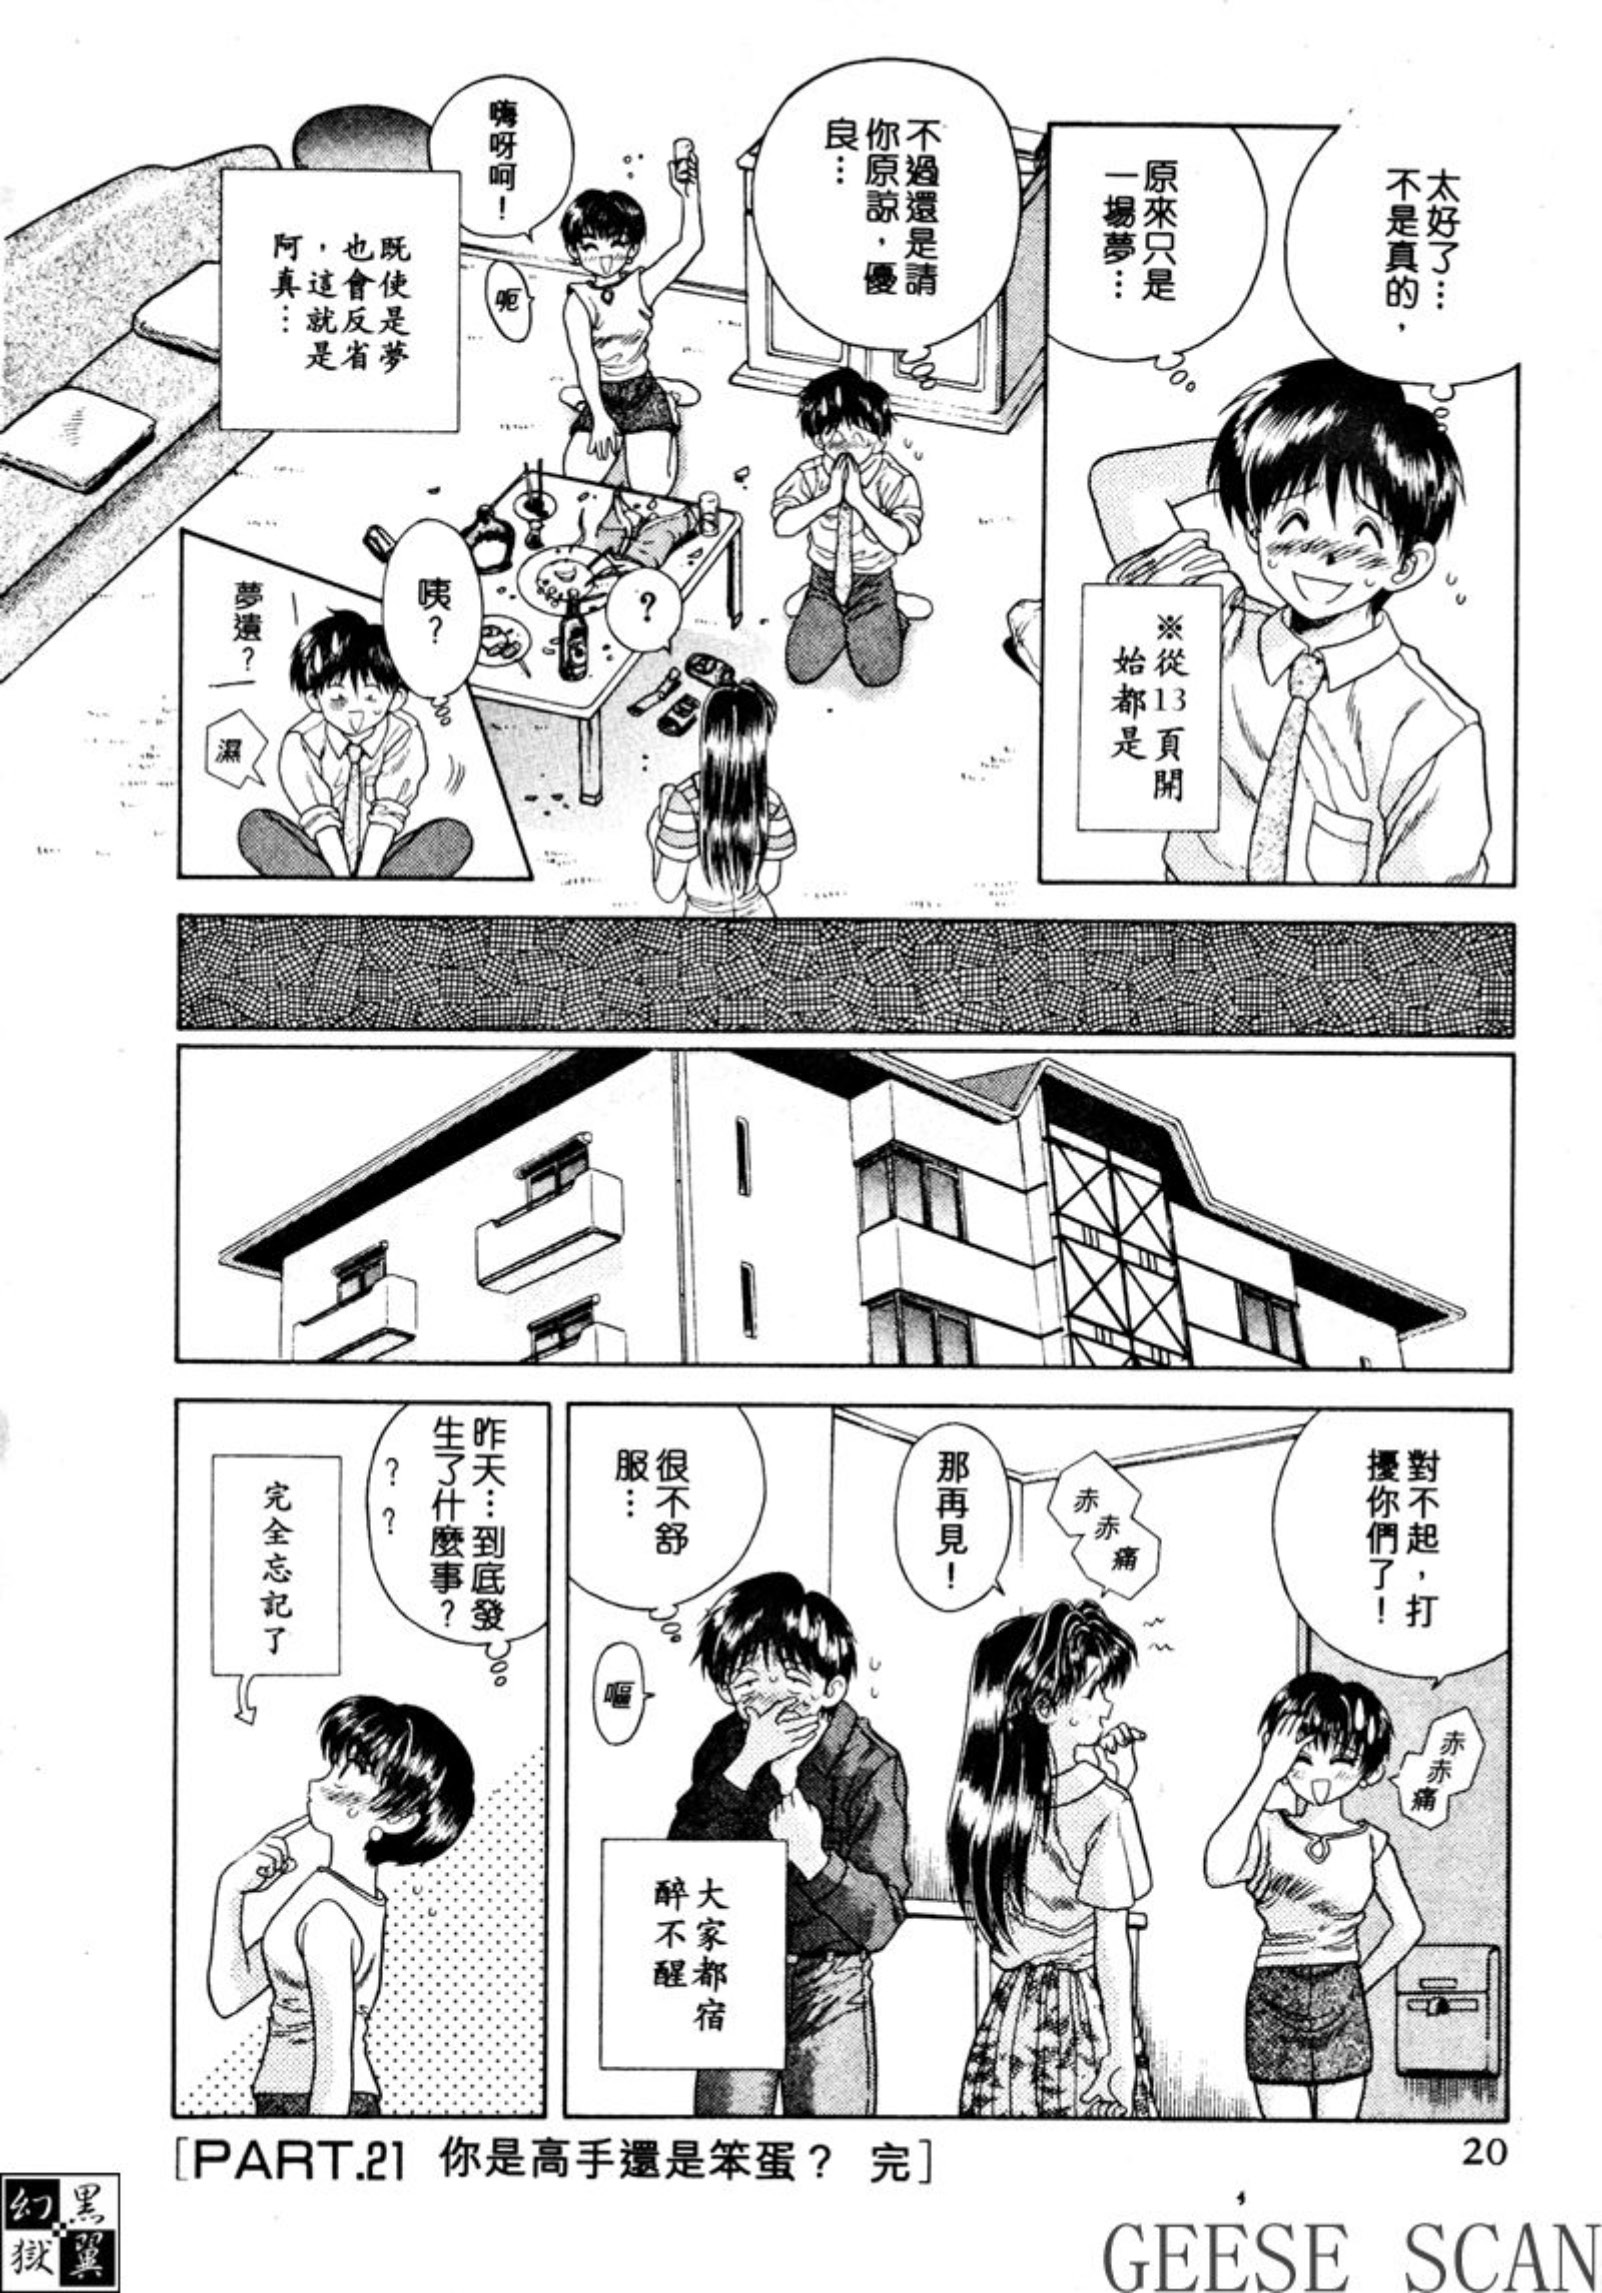 太好了…
不是真的，
原來只是
一場夢…
※從13頁開
始都是
不過還是請
你原諒，優
良…
嗨呀呵！
呃
既使是夢
也會反省
，這就是
阿真…
？
咦？
夢遺？
濕
對不起，打
擾你們了！
赤赤痛
赤赤痛
那再見！
很不舒
服…
嘔
大家都宿
醉不醒
昨天…到底發
生了什麼事？
？？
完全忘記了
[PART.21 你是高手還是笨蛋？ 完]
20
黑翼
幻獄
GEESE SCAN